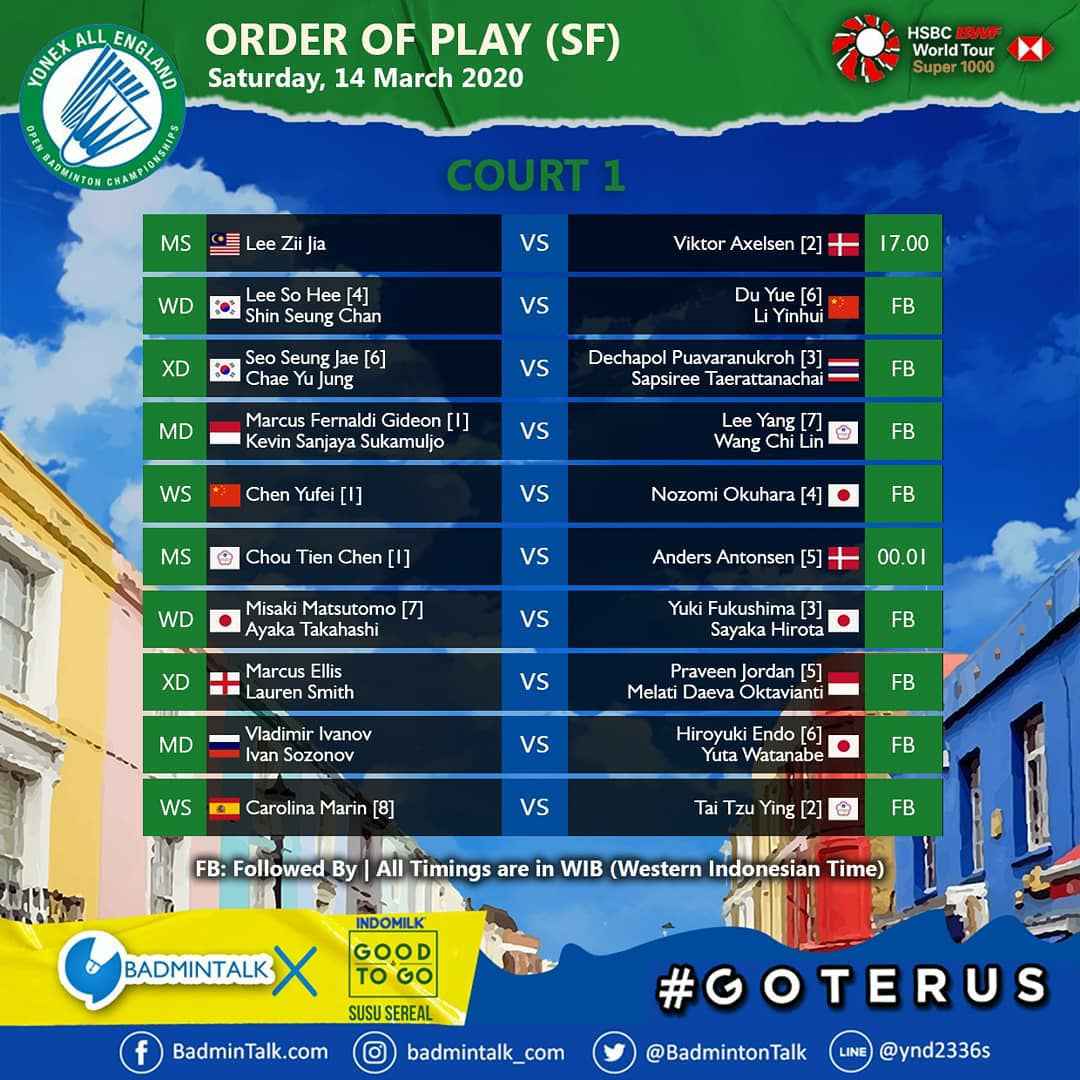 YONEX ALL ENGLAND
OPEN BADMINTON CHAMPIONSHIPS
ORDER OF PLAY (SF)
Saturday, 14 March 2020
HSBC BWF
World Tour
Super 1000
COURT 1
MS Lee Zii Jia VS Viktor Axelsen [2] 17.00
WD Lee So Hee [4] Shin Seung Chan VS Du Yue [6] Li Yinhui FB
XD Seo Seung Jae [6] Chae Yu Jung VS Dechapol Puavaranukroh [3] Sapsiree Taerattanachai FB
MD Marcus Fernaldi Gideon [1] Kevin Sanjaya Sukamuljo VS Lee Yang [7] Wang Chi Lin FB
WS Chen Yufei [1] VS Nozomi Okuhara [4] FB
MS Chou Tien Chen [1] VS Anders Antonsen [5] 00.01
WD Misaki Matsutomo [7] Ayaka Takahashi VS Yuki Fukushima [3] Sayaka Hirota FB
XD Marcus Ellis Lauren Smith VS Praveen Jordan [5] Melati Daeva Oktavianti FB
MD Vladimir Ivanov Ivan Sozonov VS Hiroyuki Endo [6] Yuta Watanabe FB
WS Carolina Marin [8] VS Tai Tzu Ying [2] FB
FB: Followed By | All Timings are in WIB (Western Indonesian Time)
BADMINTALK X
INDOMILK
GOOD
TO GO
SUSU SEREAL
#GOTERUS
BadminTalk.com
badmintalk_com
@BadmintonTalk
LINE @ynd2336s